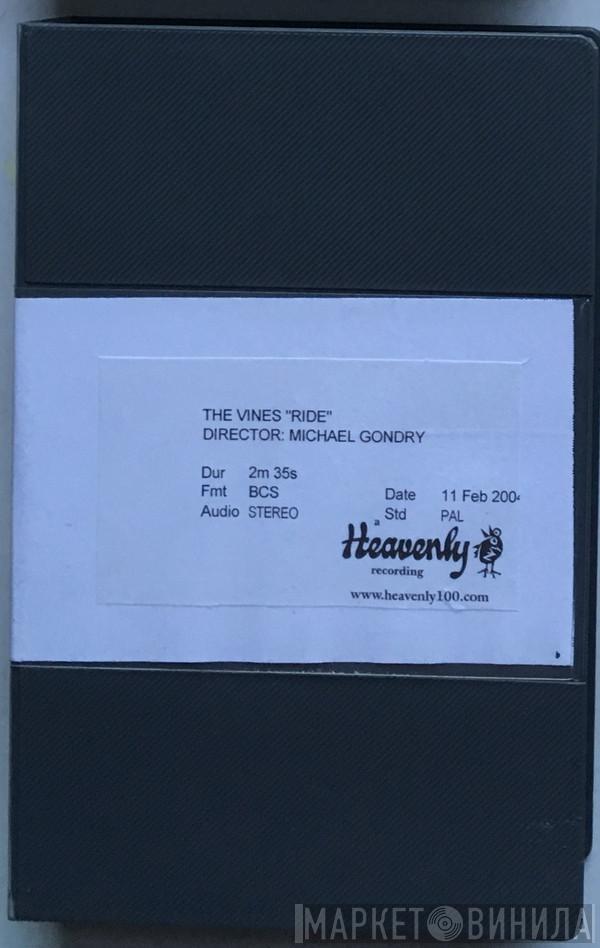 THE VINES "RIDE"
DIRECTOR: MICHAEL GONDRY
Dur 2m 35s
Fmt BCS Date 11 Feb 2004
Audio STEREO Std PAL
a
Heavenly
recording
www.heavenly100.com
МАРКЕТ ВИНИЛА